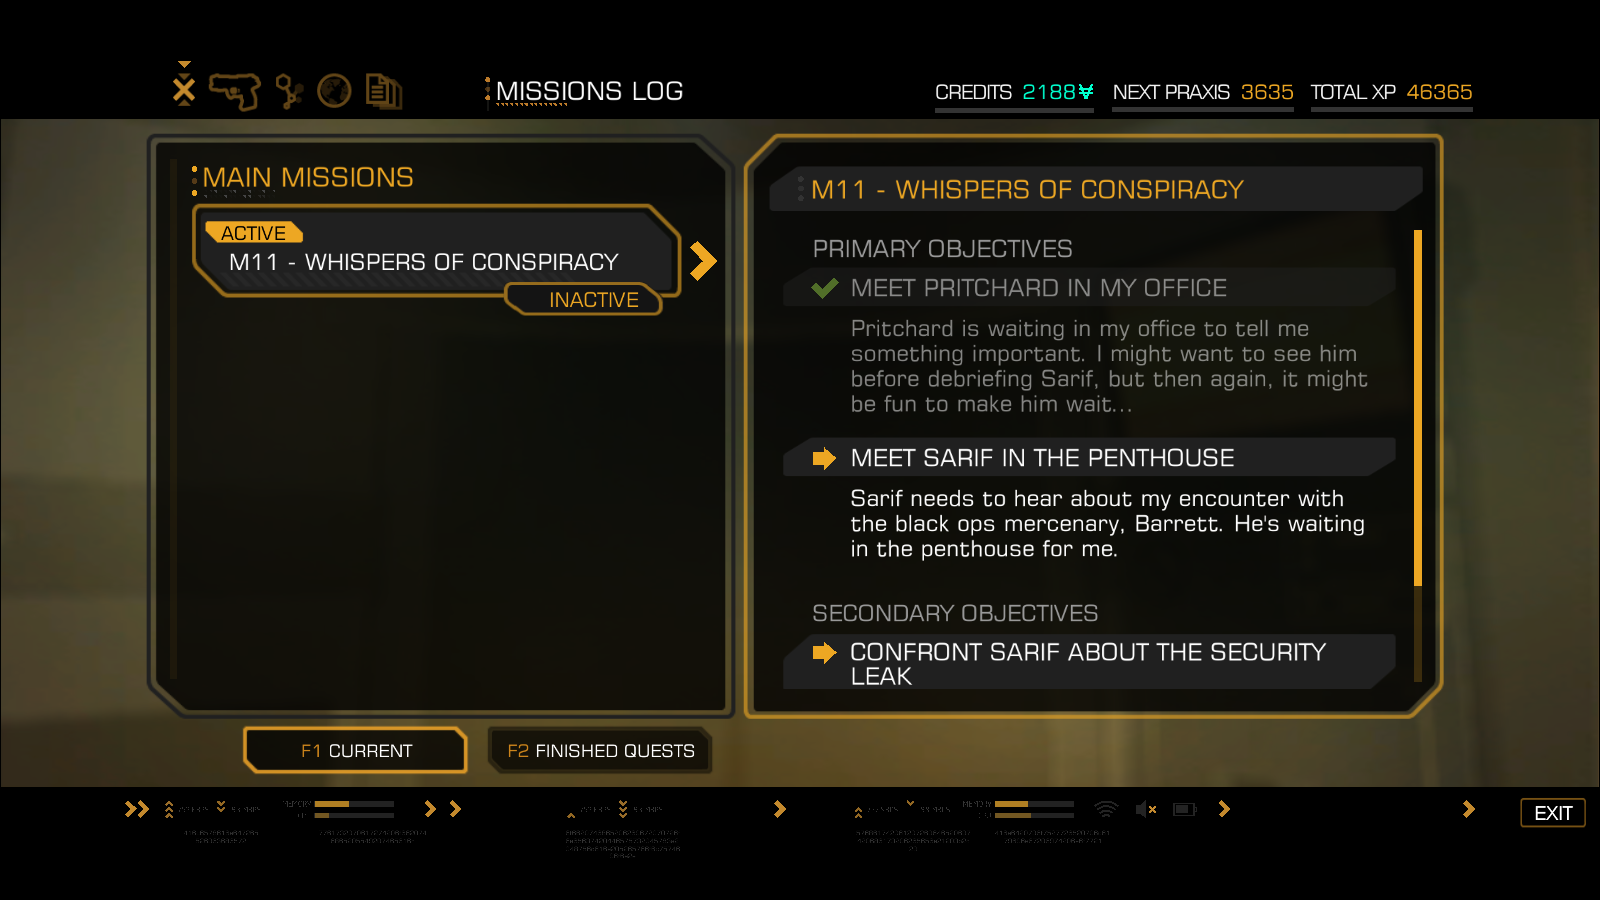 MISSIONS LOG
CREDITS 2188
NEXT PRAXIS 3635
TOTAL XP 46365
MAIN MISSIONS
ACTIVE
M11 - WHISPERS OF CONSPIRACY
INACTIVE
M11 - WHISPERS OF CONSPIRACY
PRIMARY OBJECTIVES
MEET PRITCHARD IN MY OFFICE
Pritchard is waiting in my office to tell me
something important. I might want to see him
before debriefing Sarif, but then again, it might
be fun to make him wait...
MEET SARIF IN THE PENTHOUSE
Sarif needs to hear about my encounter with
the black ops mercenary, Barrett. He's waiting
in the penthouse for me.
SECONDARY OBJECTIVES
CONFRONT SARIF ABOUT THE SECURITY
LEAK
F1 CURRENT
F2 FINISHED QUESTS
MEMORY
MEMORY
EXIT